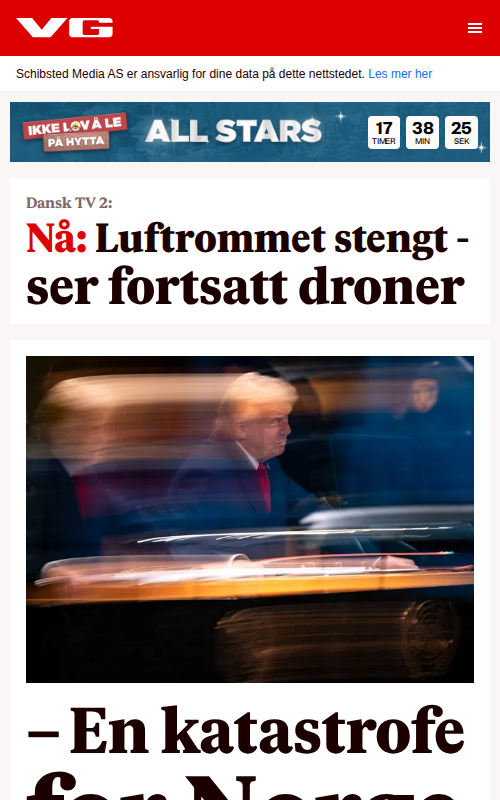 VG
Schibsted Media AS er ansvarlig for dine data på dette nettstedet. Les mer her
IKKE LOV Å LE
PÅ HYTTA
ALL STARS
17 TIMER
38 MIN
25 SEK
Dansk TV 2:
Nå: Luftrommet stengt -
ser fortsatt droner
– En katastrofe
for Norge